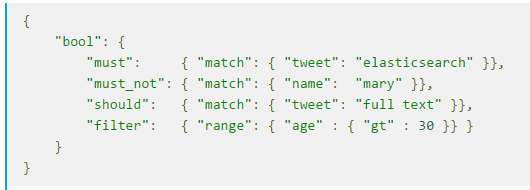 {
    "bool": {
        "must":     { "match": { "tweet": "elasticsearch" }},
        "must_not": { "match": { "name":  "mary" }},
        "should":   { "match": { "tweet": "full text" }},
        "filter":   { "range": { "age" : { "gt" : 30 }} }
    }
}